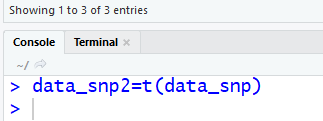 Showing 1 to 3 of 3 entries
Console Terminal ×
~/
> data_snp2=t(data_snp)
>